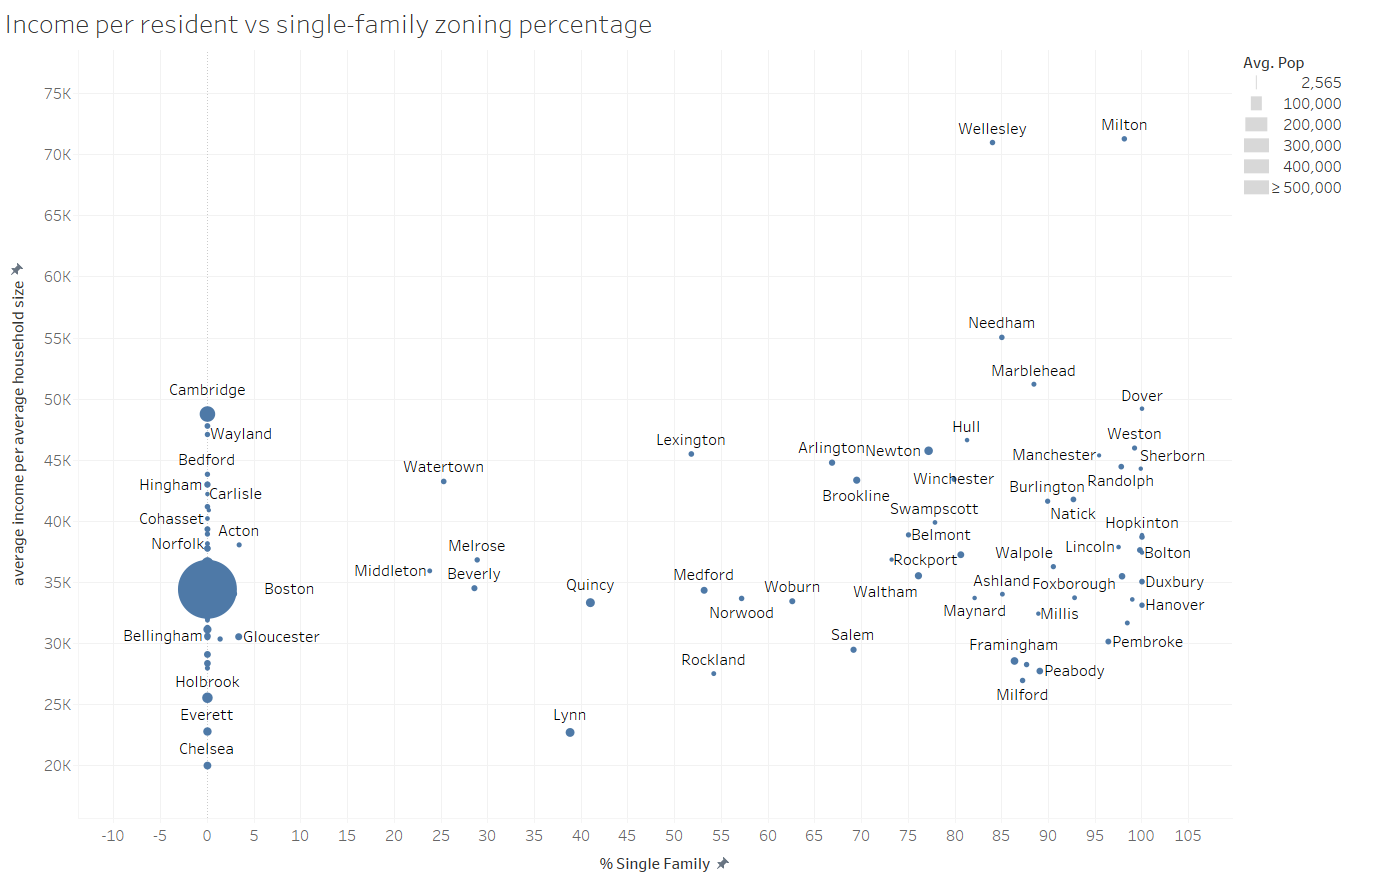 Income per resident vs single-family zoning percentage
Avg. Pop
2,565
100,000
200,000
300,000
400,000
≥ 500,000
average income per average household size
75K
70K
65K
60K
55K
50K
45K
40K
35K
30K
25K
20K
Wellesley
Milton
Needham
Marblehead
Cambridge
Dover
Wayland
Hull
Weston
Lexington
Arlington
Newton
Manchester
Sherborn
Bedford
Watertown
Hingham
Carlisle
Winchester
Burlington
Randolph
Brookline
Swampscott
Natick
Cohasset
Acton
Belmont
Hopkinton
Norfolk
Melrose
Rockport
Walpole
Lincoln
Bolton
Middleton
Beverly
Medford
Quincy
Woburn
Waltham
Ashland
Foxborough
Duxbury
Boston
Norwood
Maynard
Millis
Hanover
Bellingham
Gloucester
Salem
Framingham
Pembroke
Rockland
Peabody
Holbrook
Milford
Everett
Lynn
Chelsea
-10 -5 0 5 10 15 20 25 30 35 40 45 50 55 60 65 70 75 80 85 90 95 100 105
% Single Family